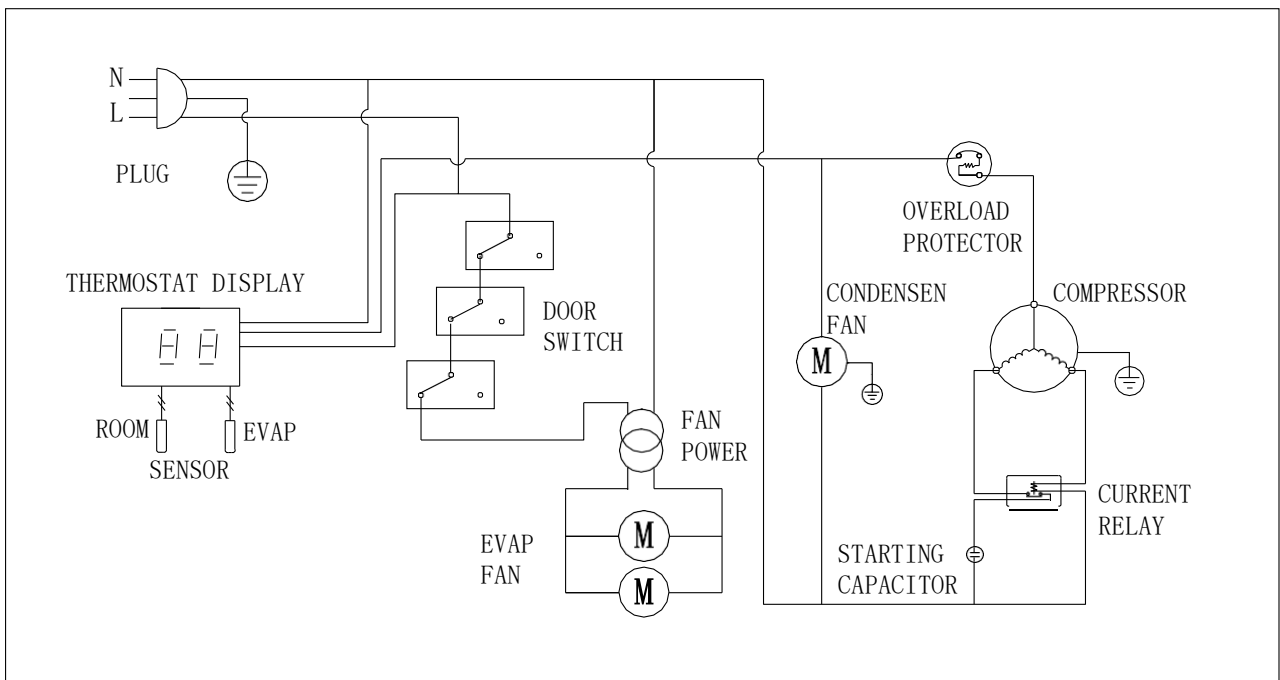 N
L
PLUG
THERMOSTAT DISPLAY
ROOM
EVAP
SENSOR
DOOR
SWITCH
FAN
POWER
EVAP
FAN
M
M
CONDENSEN
FAN
M
OVERLOAD
PROTECTOR
COMPRESSOR
CURRENT
RELAY
STARTING
CAPACITOR